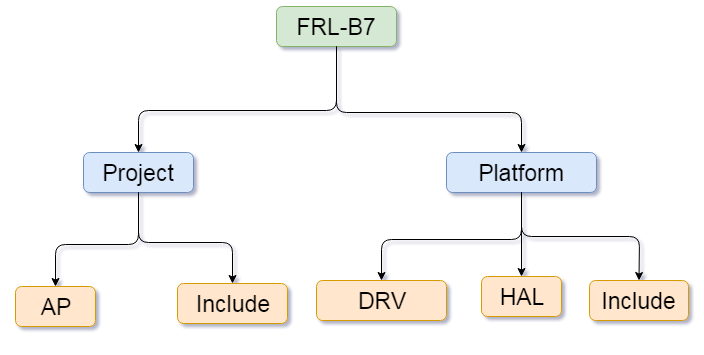 FRL-B7
Project
Platform
AP
Include
DRV
HAL
Include